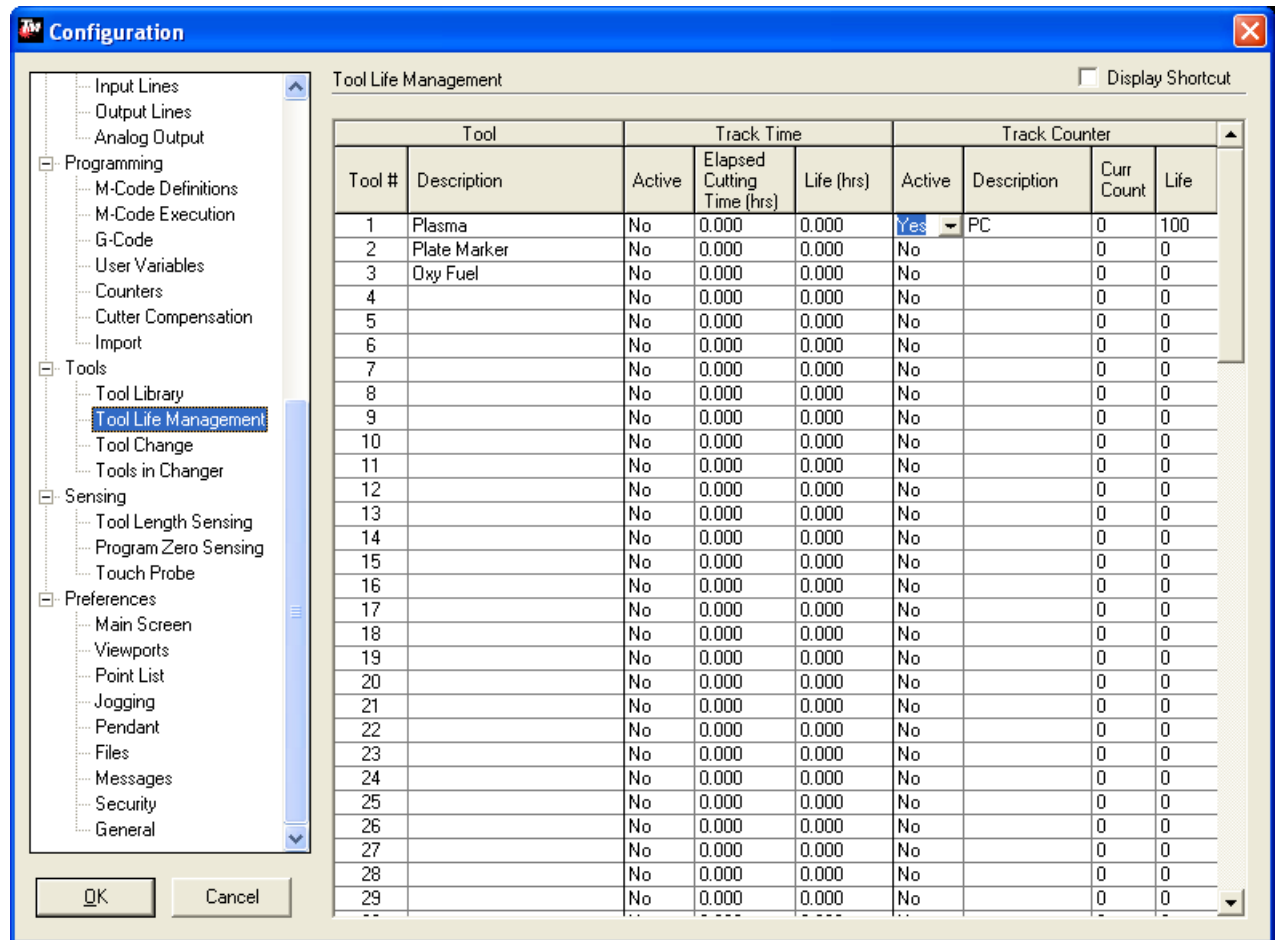 Configuration
Input Lines
Output Lines
Analog Output
Programming
M-Code Definitions
M-Code Execution
G-Code
User Variables
Counters
Cutter Compensation
Import
Tools
Tool Library
Tool Life Management
Tool Change
Tools in Changer
Sensing
Tool Length Sensing
Program Zero Sensing
Touch Probe
Preferences
Main Screen
Viewports
Point List
Jogging
Pendant
Files
Messages
Security
General
OK Cancel
Tool Life Management Display Shortcut
Tool Track Time Track Counter
Tool # Description Active Elapsed Cutting Time (hrs) Life (hrs) Active Description Curr Count Life
1 Plasma No 0.000 0.000 Yes PC 0 100
2 Plate Marker No 0.000 0.000 No 0 0
3 Oxy Fuel No 0.000 0.000 No 0 0
4 No 0.000 0.000 No 0 0
5 No 0.000 0.000 No 0 0
6 No 0.000 0.000 No 0 0
7 No 0.000 0.000 No 0 0
8 No 0.000 0.000 No 0 0
9 No 0.000 0.000 No 0 0
10 No 0.000 0.000 No 0 0
11 No 0.000 0.000 No 0 0
12 No 0.000 0.000 No 0 0
13 No 0.000 0.000 No 0 0
14 No 0.000 0.000 No 0 0
15 No 0.000 0.000 No 0 0
16 No 0.000 0.000 No 0 0
17 No 0.000 0.000 No 0 0
18 No 0.000 0.000 No 0 0
19 No 0.000 0.000 No 0 0
20 No 0.000 0.000 No 0 0
21 No 0.000 0.000 No 0 0
22 No 0.000 0.000 No 0 0
23 No 0.000 0.000 No 0 0
24 No 0.000 0.000 No 0 0
25 No 0.000 0.000 No 0 0
26 No 0.000 0.000 No 0 0
27 No 0.000 0.000 No 0 0
28 No 0.000 0.000 No 0 0
29 No 0.000 0.000 No 0 0